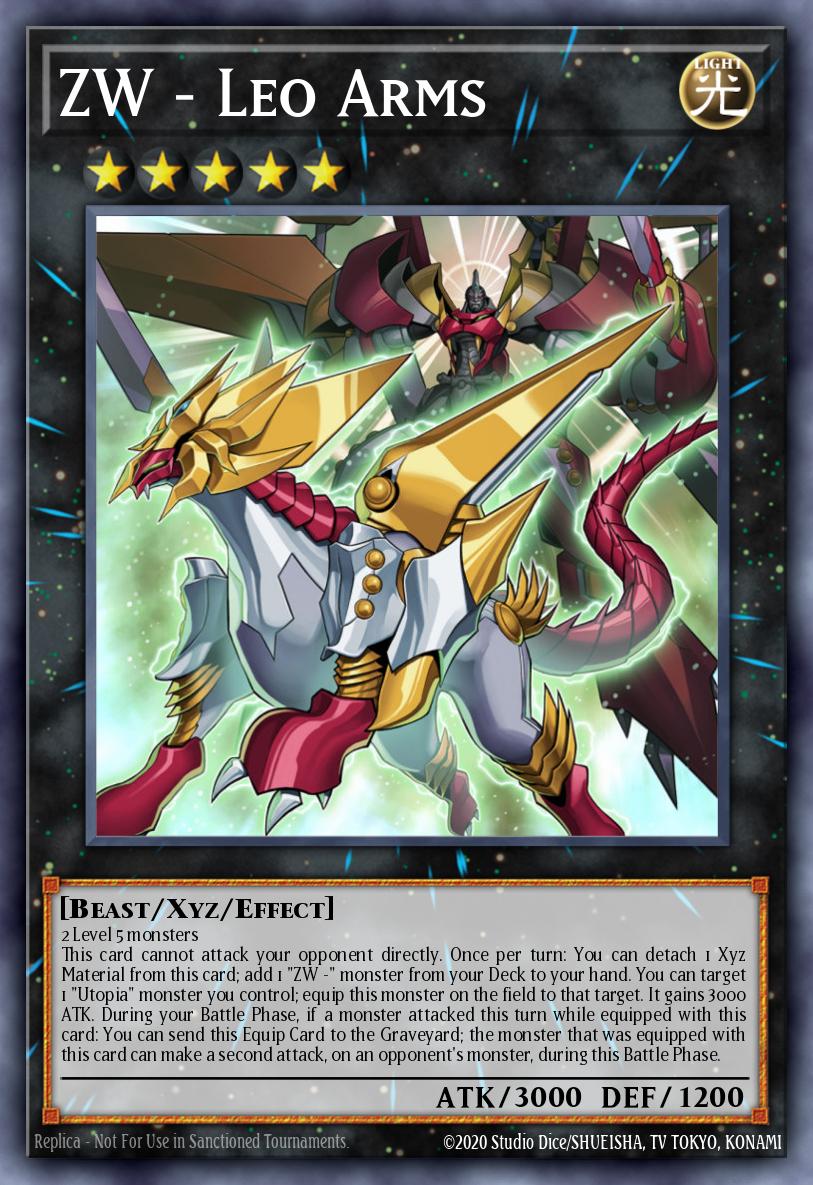 ZW - Leo Arms
LIGHT
光
[Beast/Xyz/Effect]
2 Level 5 monsters
This card cannot attack your opponent directly. Once per turn: You can detach 1 Xyz
Material from this card; add 1 "ZW -" monster from your Deck to your hand. You can target
1 "Utopia" monster you control; equip this monster on the field to that target. It gains 3000
ATK. During your Battle Phase, if a monster attacked this turn while equipped with this
card: You can send this Equip Card to the Graveyard; the monster that was equipped with
this card can make a second attack, on an opponent's monster, during this Battle Phase.
ATK/3000 DEF/1200
Replica - Not For Use in Sanctioned Tournaments.
©2020 Studio Dice/SHUEISHA, TV TOKYO, KONAMI